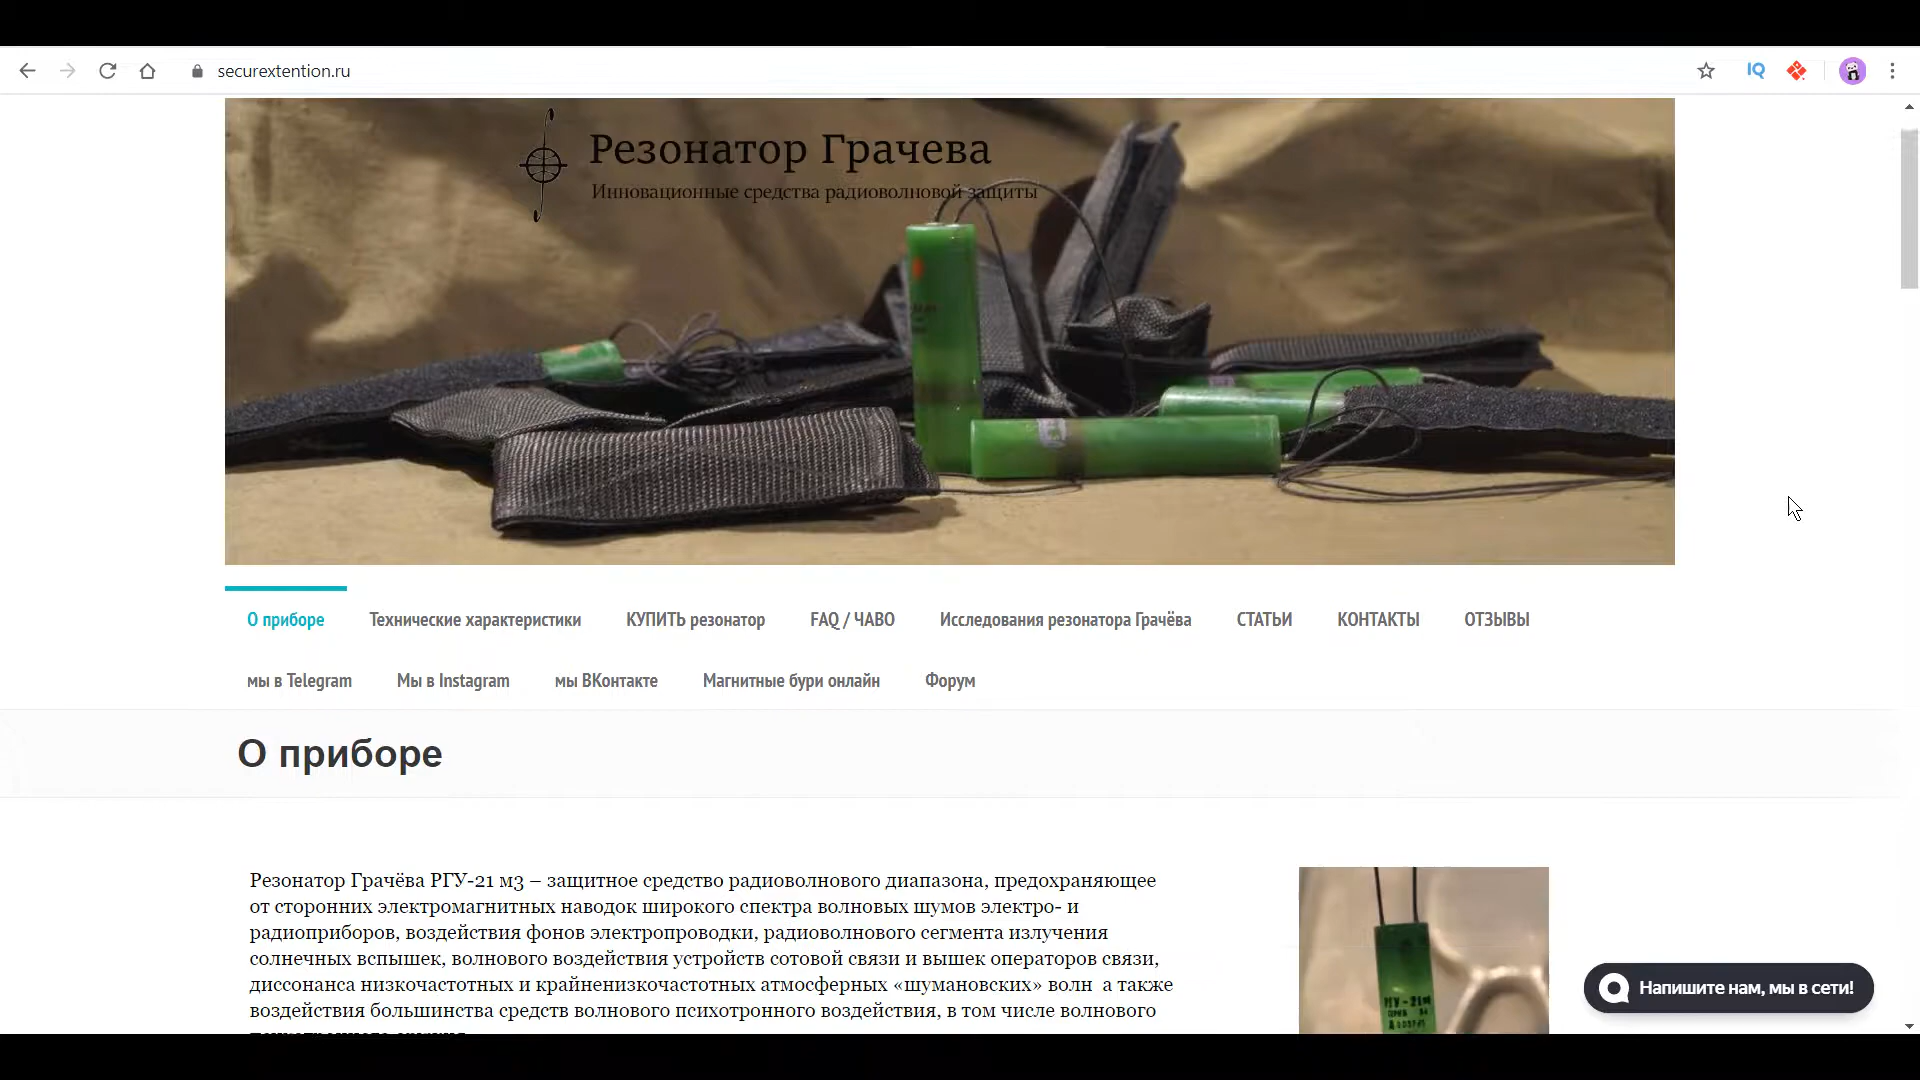 securextention.ru
IQ
Резонатор Грачева
Инновационные средства радиоволновой защиты
О приборе Технические характеристики КУПИТЬ резонатор FAQ / ЧАВО Исследования резонатора Грачёва СТАТЬИ КОНТАКТЫ ОТЗЫВЫ
мы в Telegram Мы в Instagram мы ВКонтакте Магнитные бури онлайн Форум
О приборе
Резонатор Грачёва РГУ-21 м3 – защитное средство радиоволнового диапазона, предохраняющее
от сторонних электромагнитных наводок широкого спектра волновых шумов электро- и
радиоприборов, воздействия фонов электропроводки, радиоволнового сегмента излучения
солнечных вспышек, волнового воздействия устройств сотовой связи и вышек операторов связи,
диссонанса низкочастотных и крайненизкочастотных атмосферных «шумановских» волн а также
воздействия большинства средств волнового психотронного воздействия, в том числе волнового
РГУ-21м
Напишите нам, мы в сети!